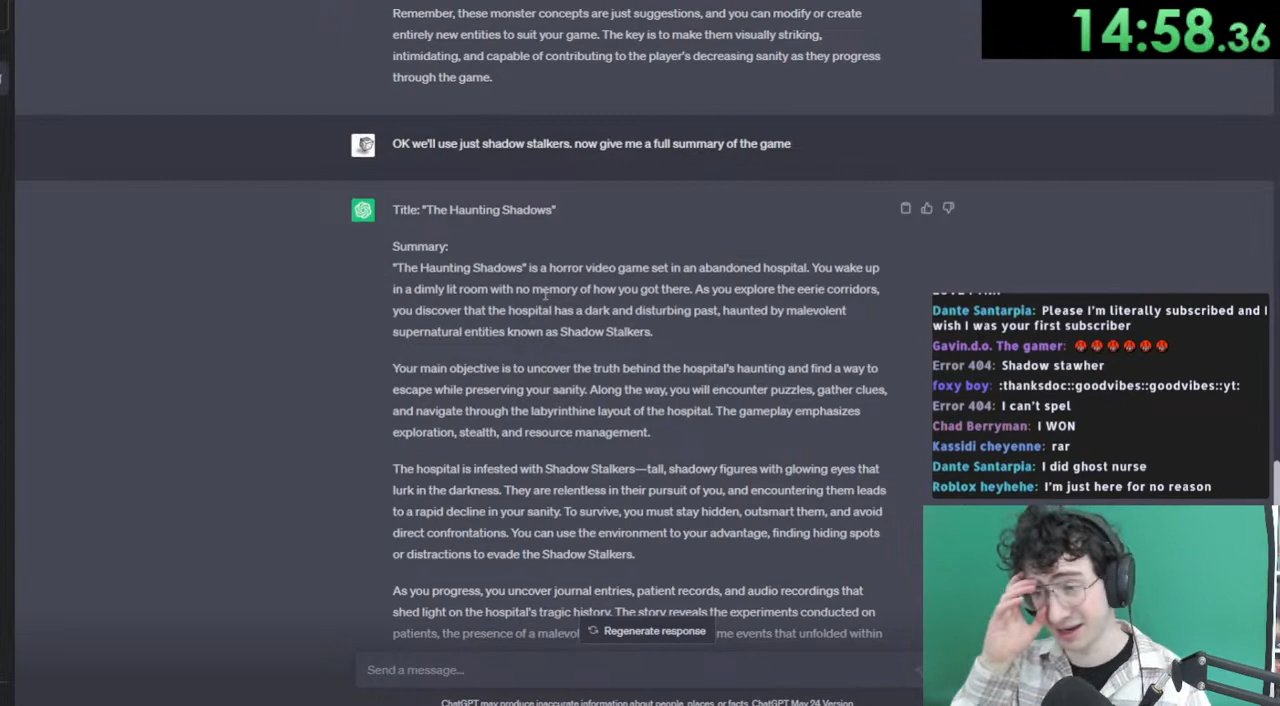 14:58.36
Remember, these monster concepts are just suggestions, and you can modify or create
entirely new entities to suit your game. The key is to make them visually striking,
intimidating, and capable of contributing to the player's decreasing sanity as they progress
through the game.
OK we'll use just shadow stalkers. now give me a full summary of the game
Title: "The Haunting Shadows"
Summary:
"The Haunting Shadows" is a horror video game set in an abandoned hospital. You wake up
in a dimly lit room with no memory of how you got there. As you explore the eerie corridors,
you discover that the hospital has a dark and disturbing past, haunted by malevolent
supernatural entities known as Shadow Stalkers.
Your main objective is to uncover the truth behind the hospital's haunting and find a way to
escape while preserving your sanity. Along the way, you will encounter puzzles, gather clues,
and navigate through the labyrinthine layout of the hospital. The gameplay emphasizes
exploration, stealth, and resource management.
The hospital is infested with Shadow Stalkers—tall, shadowy figures with glowing eyes that
lurk in the darkness. They are relentless in their pursuit of you, and encountering them leads
to a rapid decline in your sanity. To survive, you must stay hidden, outsmart them, and avoid
direct confrontations. You can use the environment to your advantage, finding hiding spots
or distractions to evade the Shadow Stalkers.
As you progress, you uncover journal entries, patient records, and audio recordings that
shed light on the hospital's tragic history. The story reveals the experiments conducted on
patients, the presence of a malevol
me events that unfolded within
Regenerate response
Send a message...
ChatGPT may produce inaccurate information about people, places, or facts. ChatGPT May 24 Version
Dante Santarpia: Please I'm literally subscribed and I
wish I was your first subscriber
Gavin.d.o. The gamer:
Error 404: Shadow stawher
foxy boy: :thanksdoc::goodvibes::goodvibes::yt:
Error 404: I can't spel
Chad Berryman: I WON
Kassidi cheyenne: rar
Dante Santarpia: I did ghost nurse
Roblox heyhehe: I'm just here for no reason